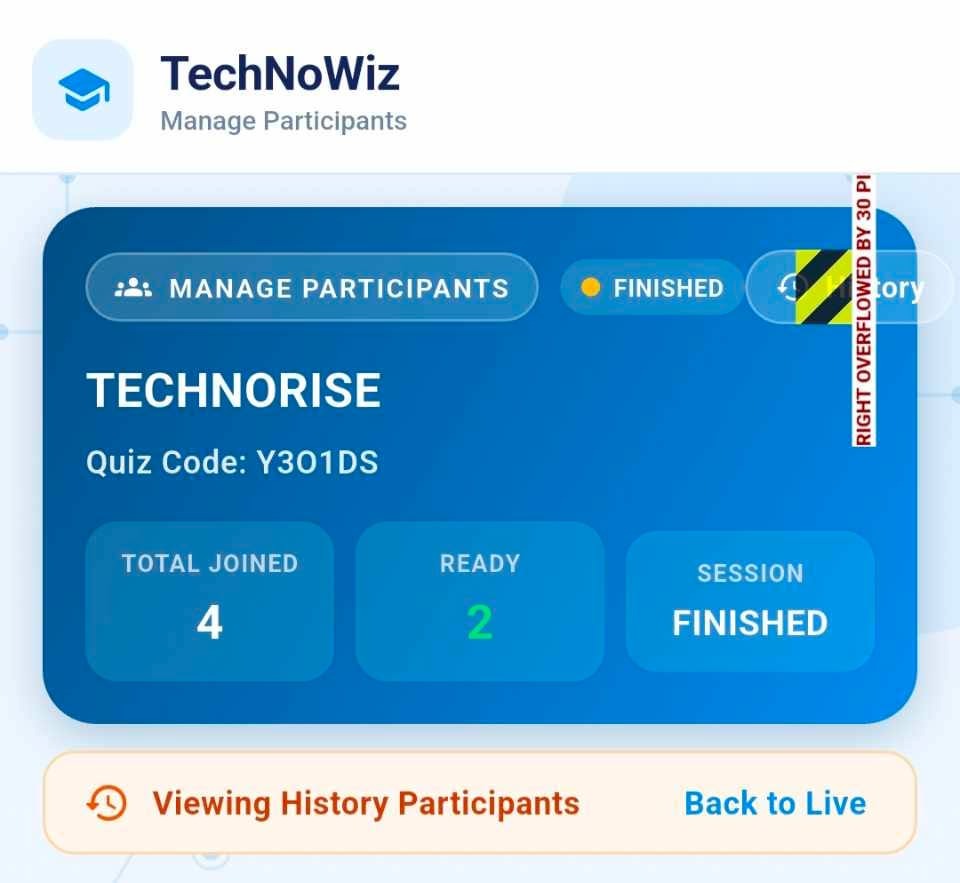 TechNoWiz
Manage Participants
MANAGE PARTICIPANTS
FINISHED
History
RIGHT OVERFLOWED BY 30 PI
TECHNORISE
Quiz Code: Y3O1DS
TOTAL JOINED
4
READY
2
SESSION
FINISHED
Viewing History Participants
Back to Live